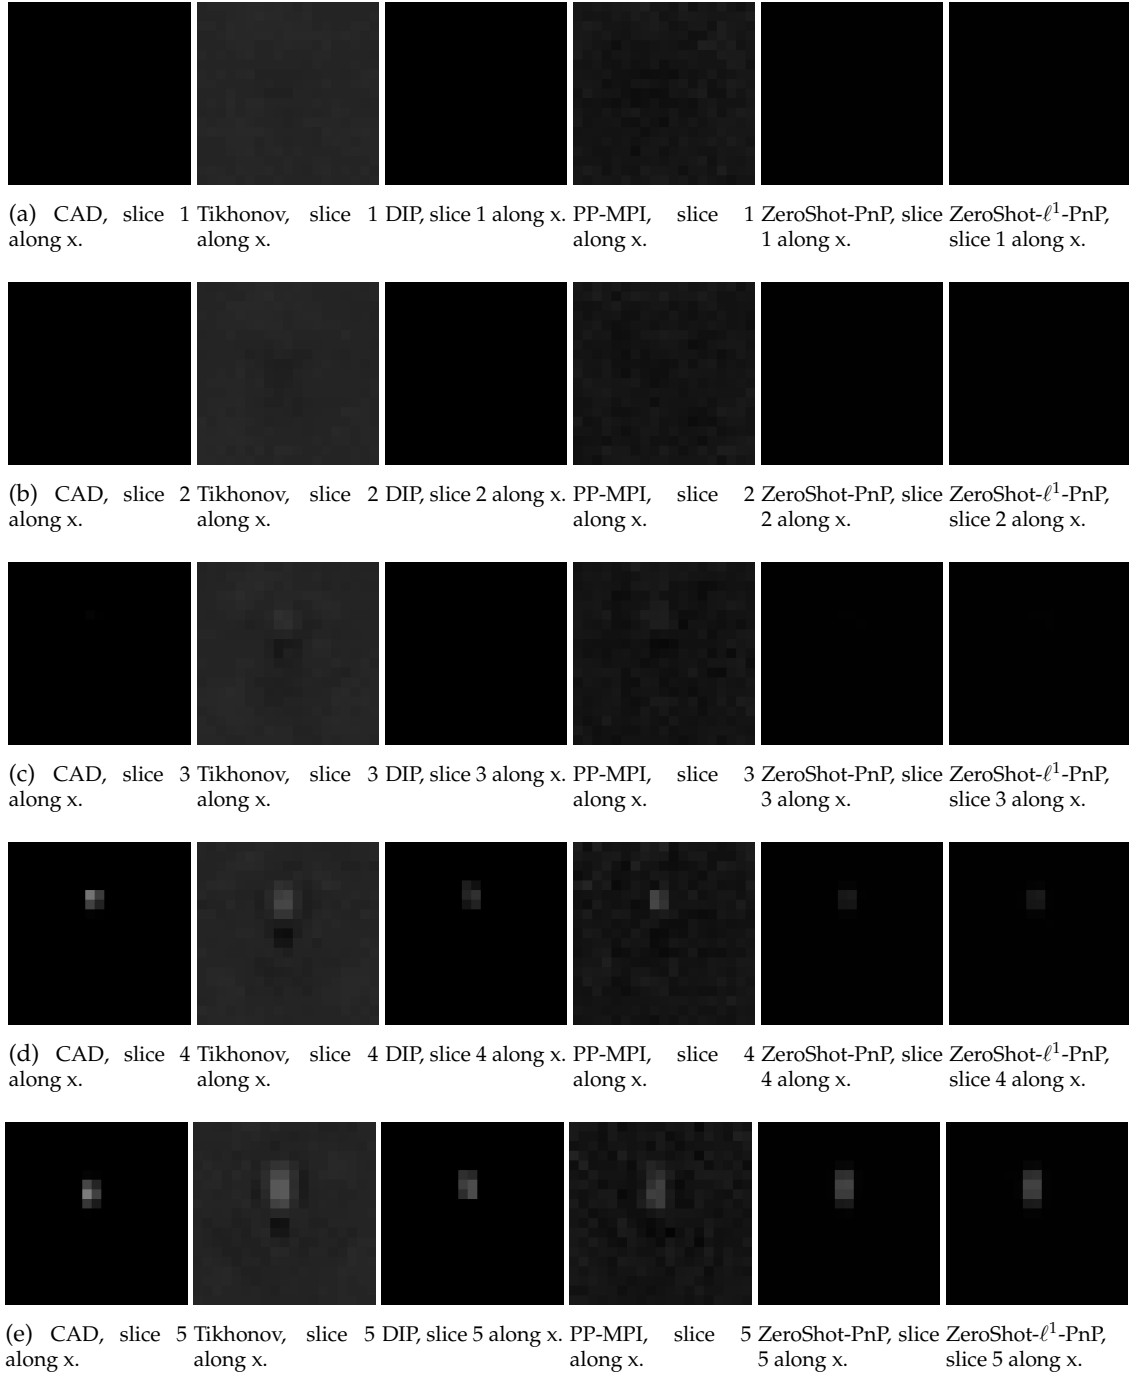 (a) CAD, slice 1 along x.
Tikhonov, slice 1 along x.
DIP, slice 1 along x.
PP-MPI, slice 1 along x.
ZeroShot-PnP, slice 1 along x.
ZeroShot-ℓ¹-PnP, slice 1 along x.
(b) CAD, slice 2 along x.
Tikhonov, slice 2 along x.
DIP, slice 2 along x.
PP-MPI, slice 2 along x.
ZeroShot-PnP, slice 2 along x.
ZeroShot-ℓ¹-PnP, slice 2 along x.
(c) CAD, slice 3 along x.
Tikhonov, slice 3 along x.
DIP, slice 3 along x.
PP-MPI, slice 3 along x.
ZeroShot-PnP, slice 3 along x.
ZeroShot-ℓ¹-PnP, slice 3 along x.
(d) CAD, slice 4 along x.
Tikhonov, slice 4 along x.
DIP, slice 4 along x.
PP-MPI, slice 4 along x.
ZeroShot-PnP, slice 4 along x.
ZeroShot-ℓ¹-PnP, slice 4 along x.
(e) CAD, slice 5 along x.
Tikhonov, slice 5 along x.
DIP, slice 5 along x.
PP-MPI, slice 5 along x.
ZeroShot-PnP, slice 5 along x.
ZeroShot-ℓ¹-PnP, slice 5 along x.